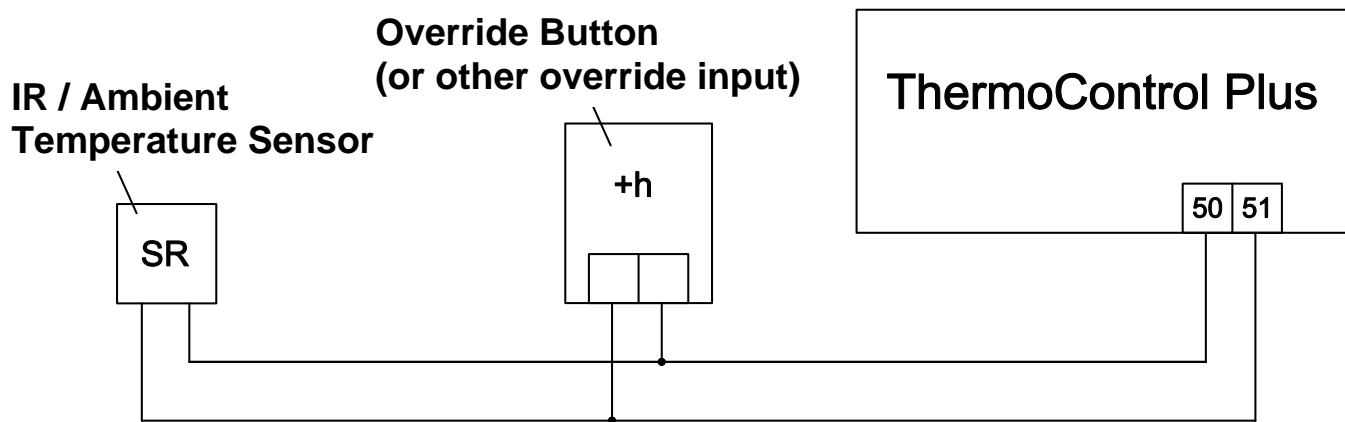 Override Button
(or other override input)
IR / Ambient
Temperature Sensor
ThermoControl Plus
+h
50 51
SR